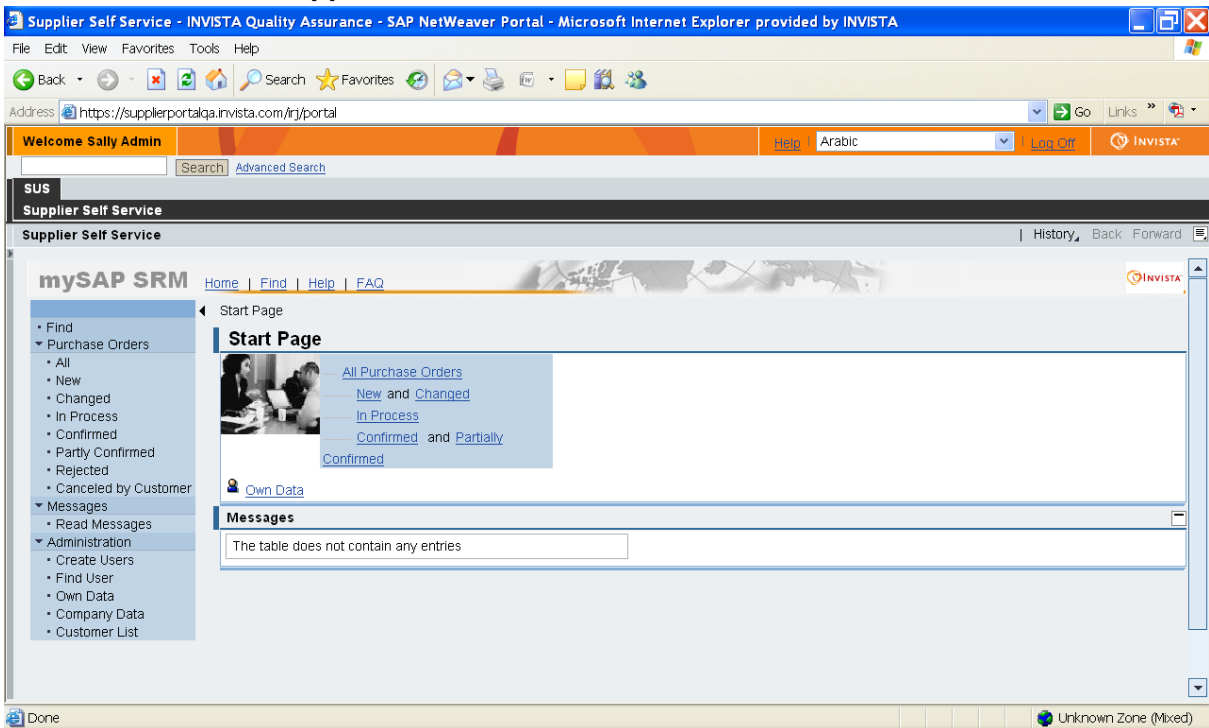 Supplier Self Service - INVISTA Quality Assurance - SAP NetWeaver Portal - Microsoft Internet Explorer provided by INVISTA
File Edit View Favorites Tools Help
Back Search Favorites
Address https://supplierportalqa.invista.com/irj/portal Go Links »
Welcome Sally Admin Help | Arabic | Log Off INVISTA
Search Advanced Search
SUS
Supplier Self Service
Supplier Self Service | History Back Forward
mySAP SRM Home | Find | Help | FAQ INVISTA
Start Page
Start Page
• Find
Purchase Orders
• All
• New
• Changed
• In Process
• Confirmed
• Partly Confirmed
• Rejected
• Canceled by Customer
Messages
• Read Messages
Administration
• Create Users
• Find User
• Own Data
• Company Data
• Customer List
All Purchase Orders
New and Changed
In Process
Confirmed and Partially
Confirmed
Own Data
Messages
The table does not contain any entries
Done Unknown Zone (Mixed)